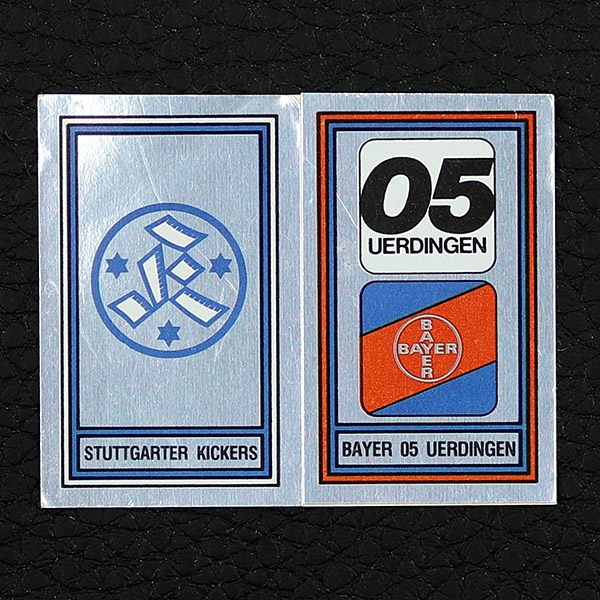 STUTTGARTER KICKERS
05
UERDINGEN
BAYER
BAYER
BAYER 05 UERDINGEN